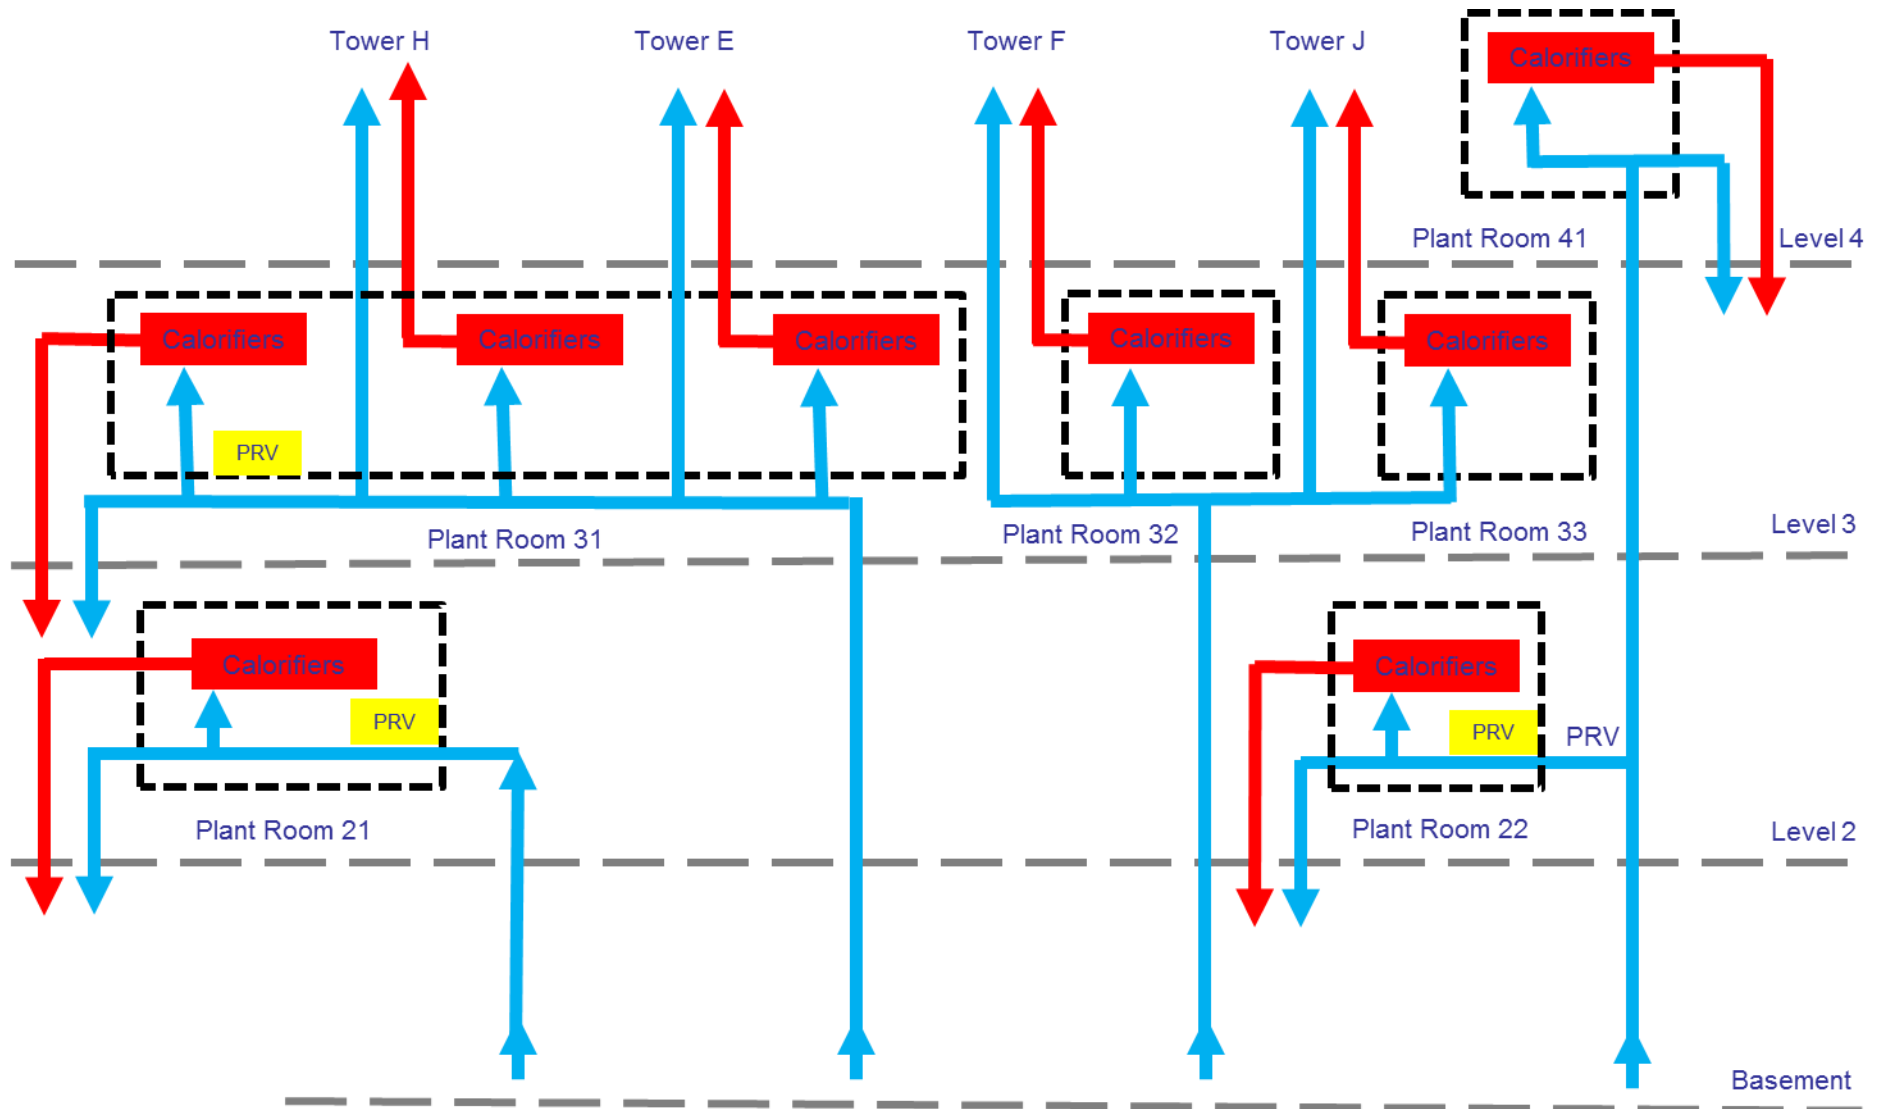 Tower H
Tower E
Tower F
Tower J
Calorifiers
Plant Room 41
Level 4
Calorifiers
Calorifiers
Calorifiers
Calorifiers
Calorifiers
PRV
Plant Room 31
Plant Room 32
Plant Room 33
Level 3
Calorifiers
Calorifiers
PRV
PRV
PRV
Plant Room 21
Plant Room 22
Level 2
Basement